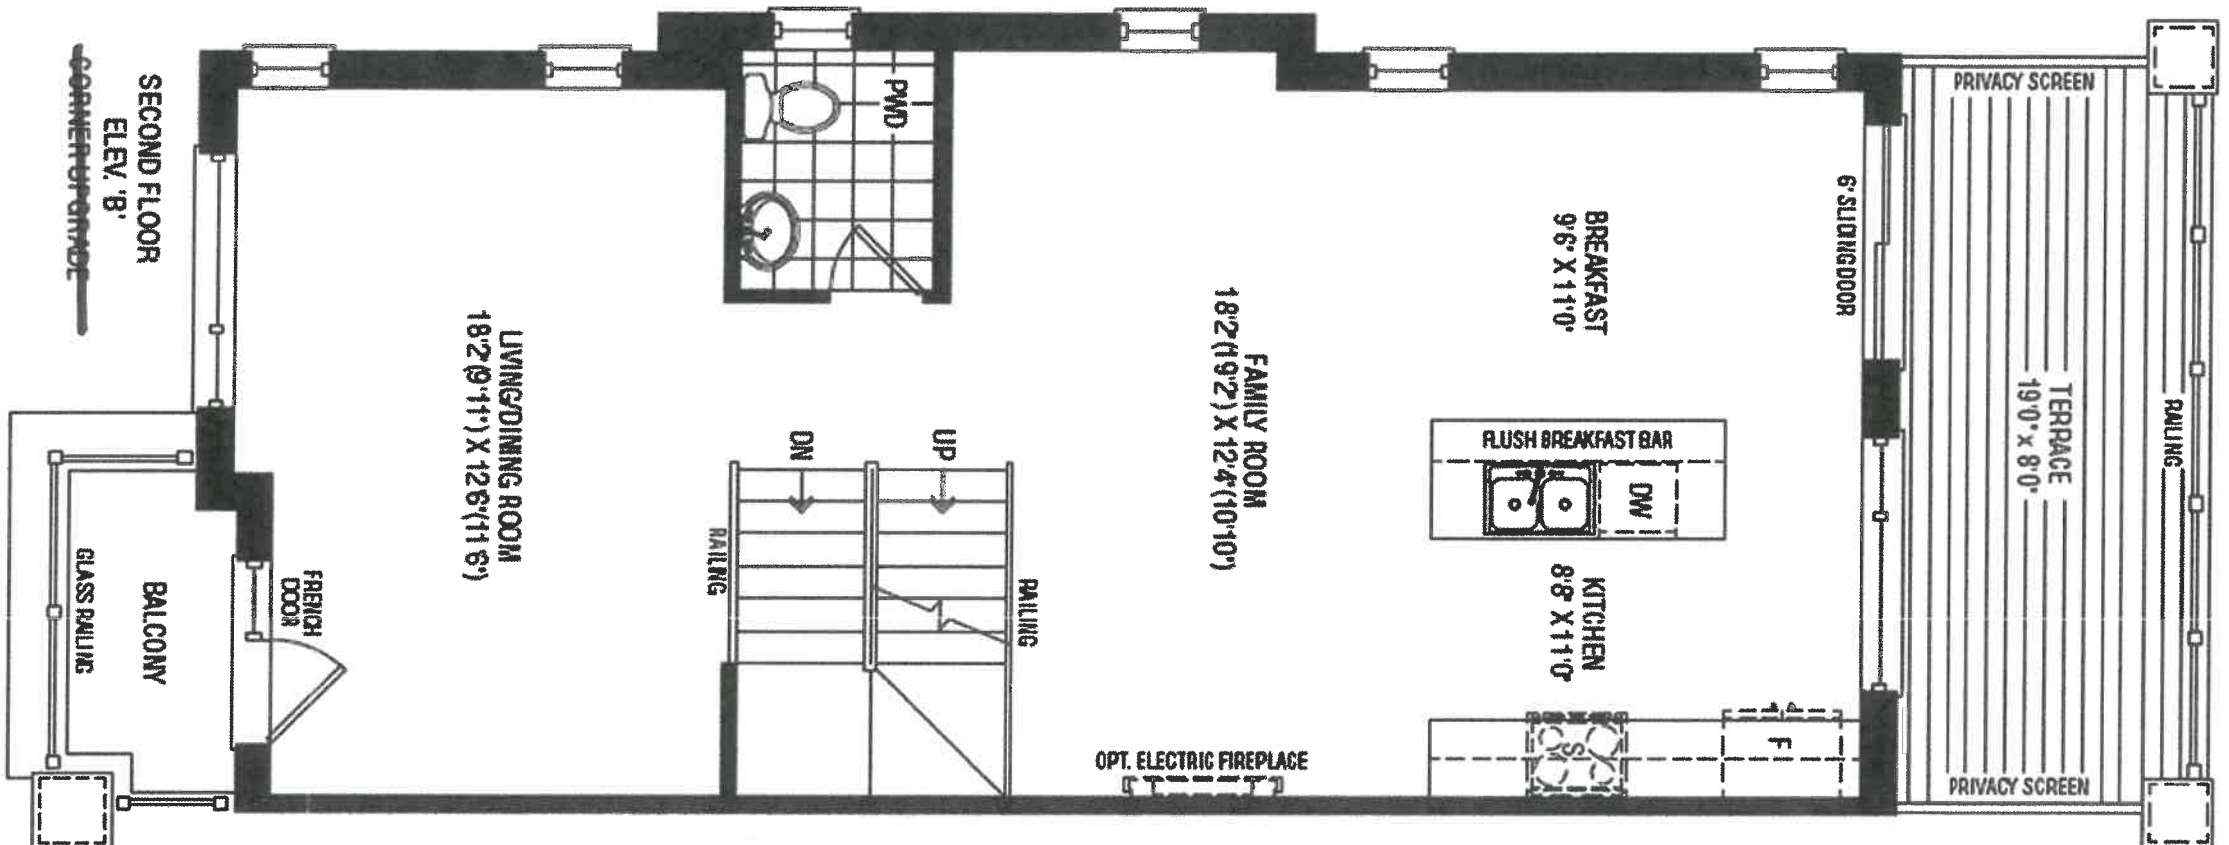 PRIVACY SCREEN
RAILING
TERRACE
19'0" x 8'0"
PRIVACY SCREEN
6' SLIDING DOOR
BREAKFAST
9'6" X 11'0"
FLUSH BREAKFAST BAR
DW
KITCHEN
8'8" X 11'0"
F
S
FAMILY ROOM
18'2"(19'2") X 12'4"(10'10")
OPT. ELECTRIC FIREPLACE
PWD
UP
DN
RAILING
RAILING
LIVING/DINING ROOM
18'2"(9'11") X 12'6"(11'6")
FRENCH
DOOR
BALCONY
GLASS RAILING
SECOND FLOOR
ELEV. 'B'
CORNER UPGRADE